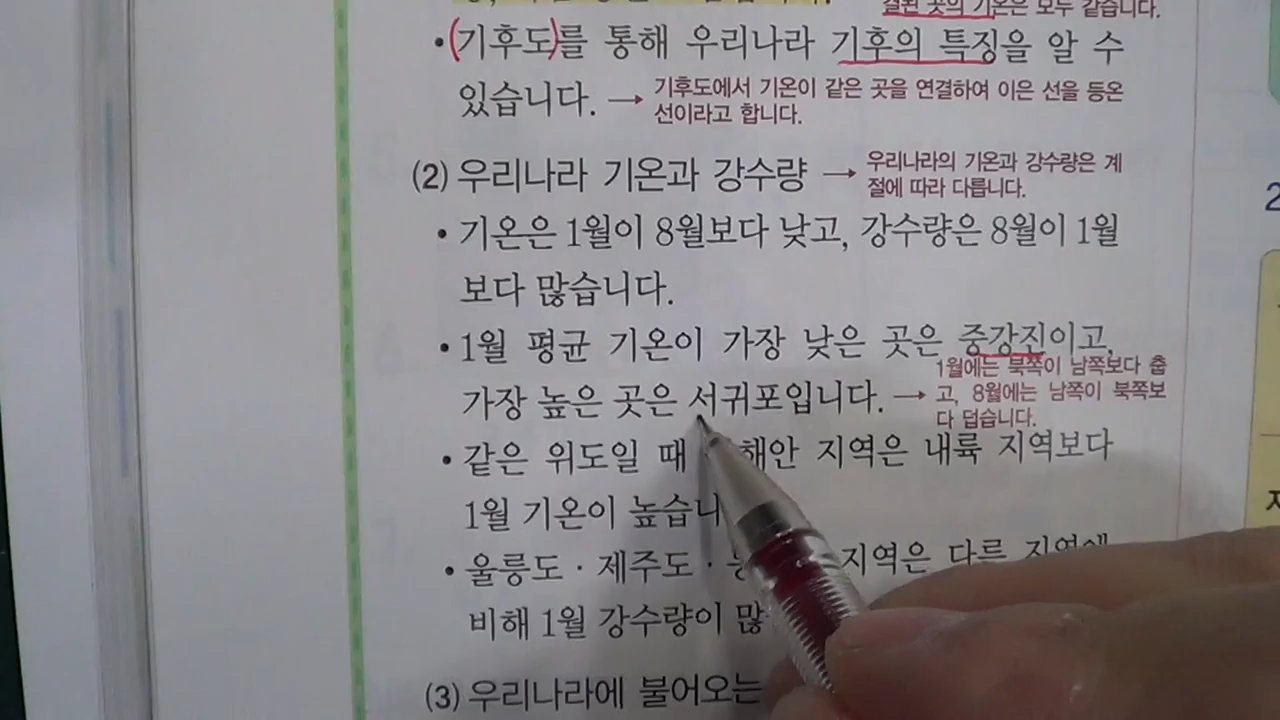 결된 곳의 기온은 모두 같습니다.
•(기후도)를 통해 우리나라 기후의 특징을 알 수
있습니다. → 기후도에서 기온이 같은 곳을 연결하여 이은 선을 등온
선이라고 합니다.
(2) 우리나라 기온과 강수량 → 우리나라의 기온과 강수량은 계
절에 따라 다릅니다.
• 기온은 1월이 8월보다 낮고, 강수량은 8월이 1월
보다 많습니다.
• 1월 평균 기온이 가장 낮은 곳은 중강진이고,
가장 높은 곳은 서귀포입니다. → 1월에는 북쪽이 남쪽보다 춥
고, 8월에는 남쪽이 북쪽보
다 덥습니다.
• 같은 위도일 때 해안 지역은 내륙 지역보다
1월 기온이 높습니
• 울릉도 · 제주도 · 지역은 다른 지역에
비해 1월 강수량이 많
(3) 우리나라에 불어오는
2